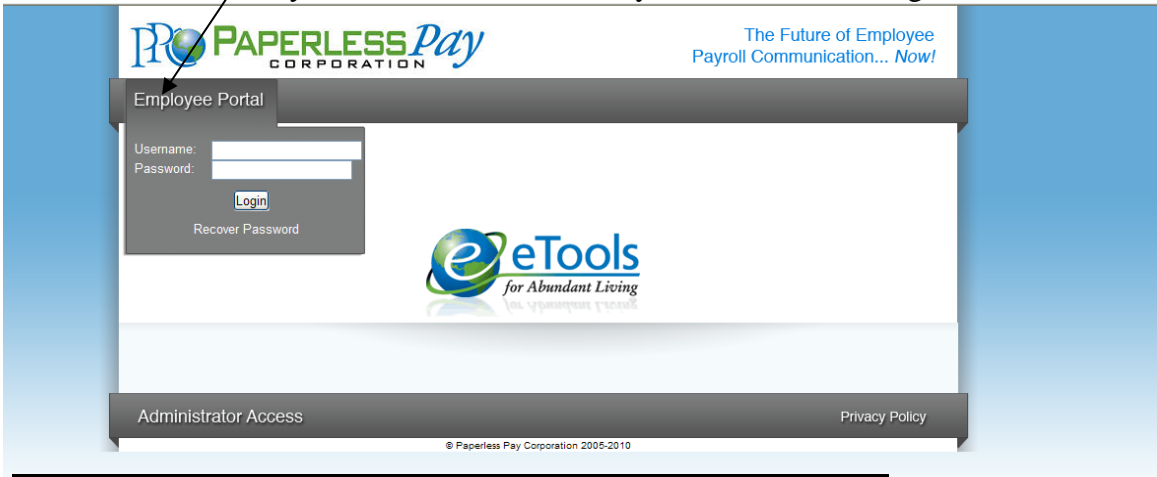 PPC PAPERLESS Pay
CORPORATION
The Future of Employee
Payroll Communication... Now!
Employee Portal
Username:
Password:
Login
Recover Password
e eTools
for Abundant Living
Administrator Access
Privacy Policy
© Paperless Pay Corporation 2005-2010